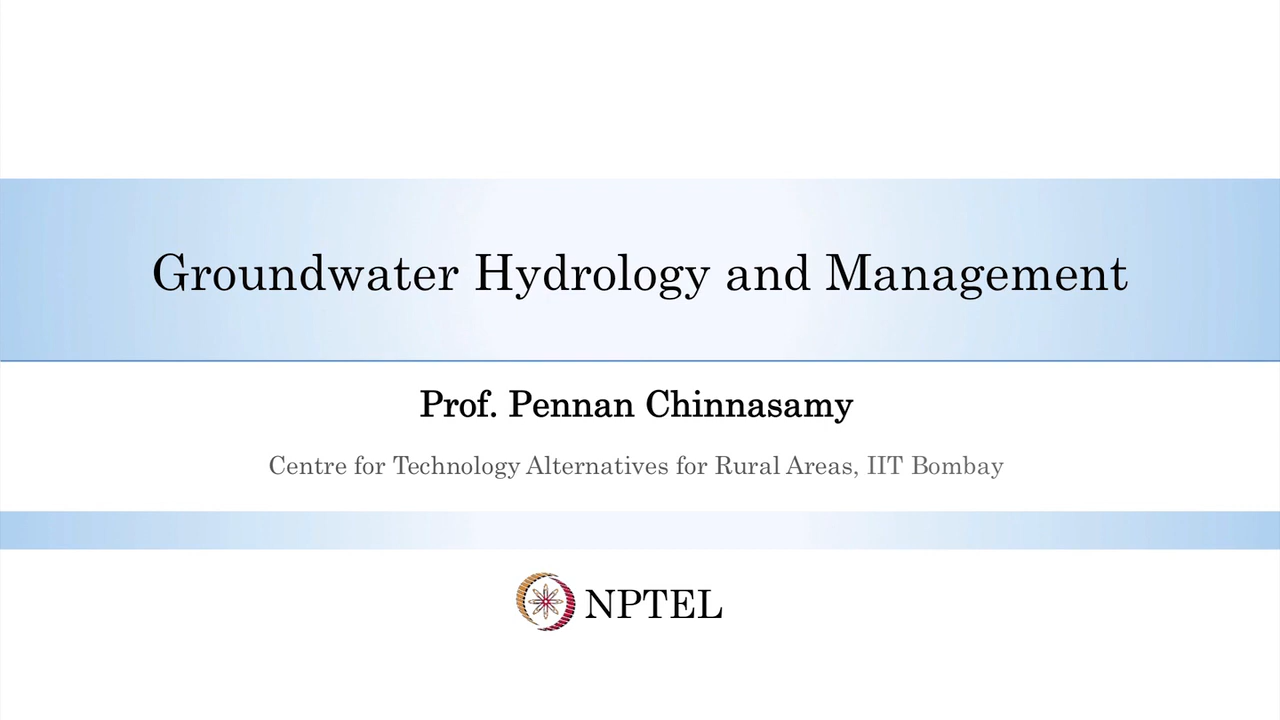 Groundwater Hydrology and Management
Prof. Pennan Chinnasamy
Centre for Technology Alternatives for Rural Areas, IIT Bombay
NPTEL